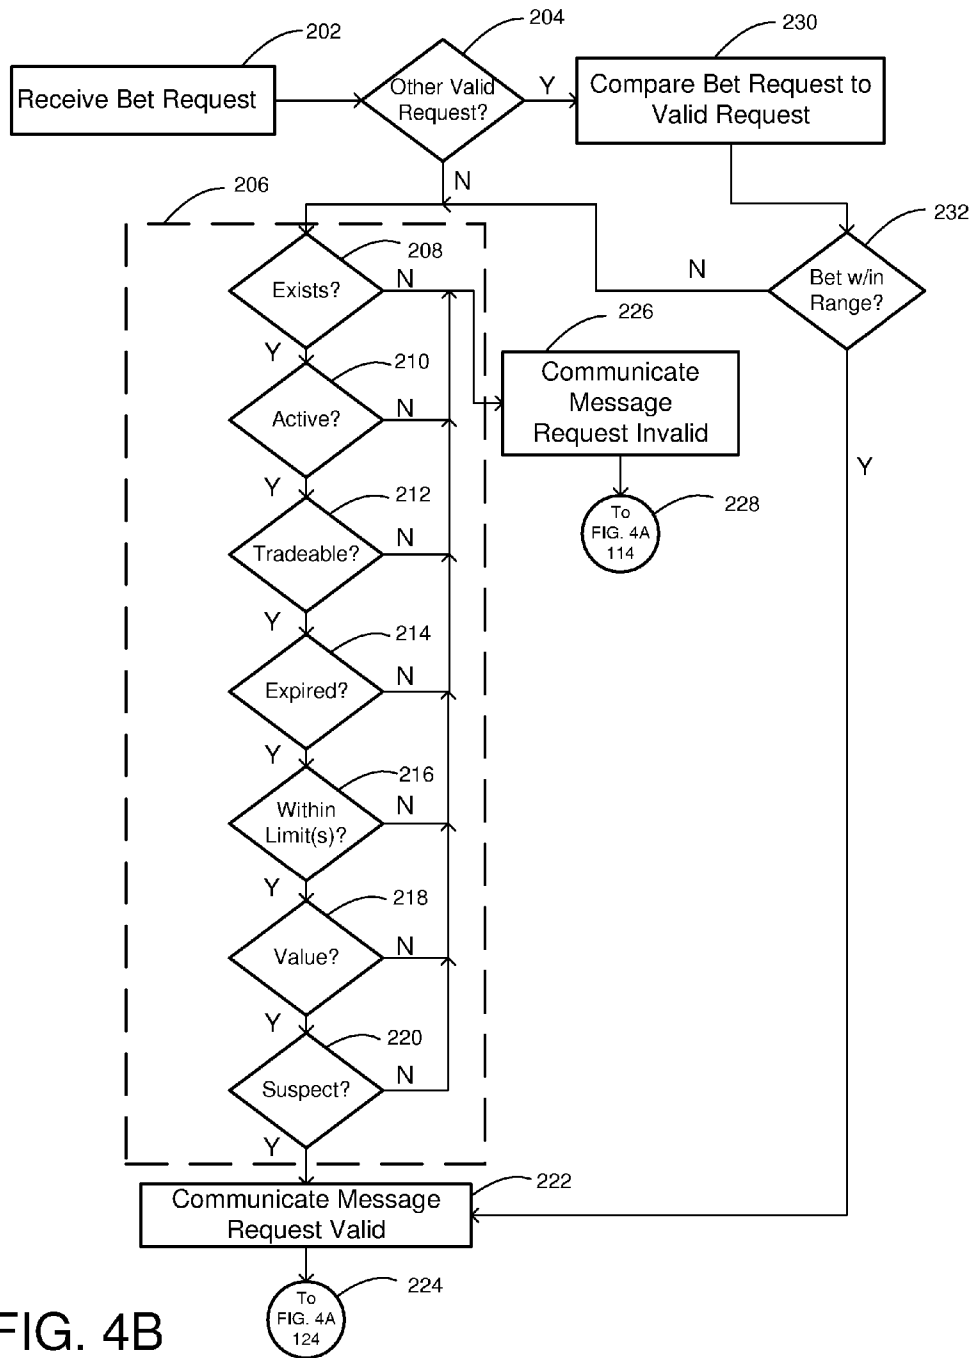 202
204
230
Receive Bet Request
Other Valid
Request?
Y
Compare Bet Request to
Valid Request
N
206
232
208
Exists?
N
N
Bet w/in
Range?
226
Y
210
Communicate
Message
Request Invalid
Active?
N
Y
Y
212
228
To
FIG. 4A
114
Tradeable?
N
Y
214
Expired?
N
Y
216
Within
Limit(s)?
N
Y
218
Value?
N
Y
220
Suspect?
N
Y
222
Communicate Message
Request Valid
224
To
FIG. 4A
124
FIG. 4B